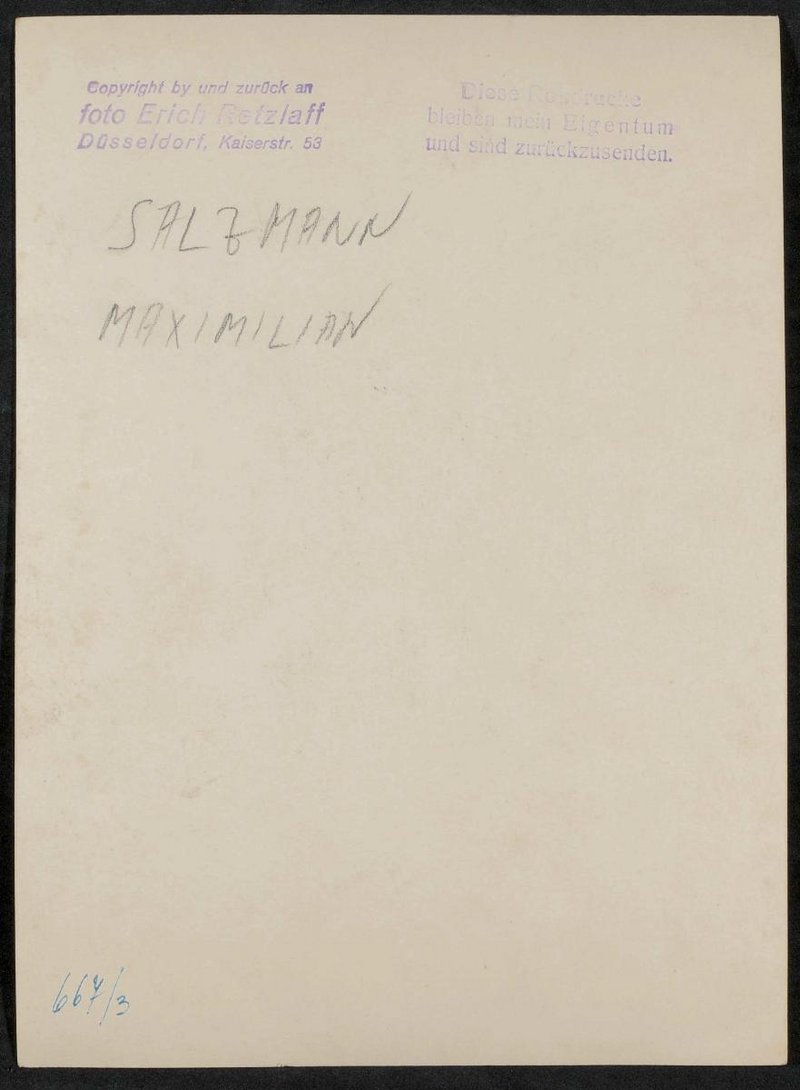 Copyright by und zurück an
foto Erich Retzlaff
Düsseldorf, Kaiserstr. 53
Diese
bleiben mein Eigentum
und sind zurückzusenden.
SALZMANN
MAXIMILIAN
667/3